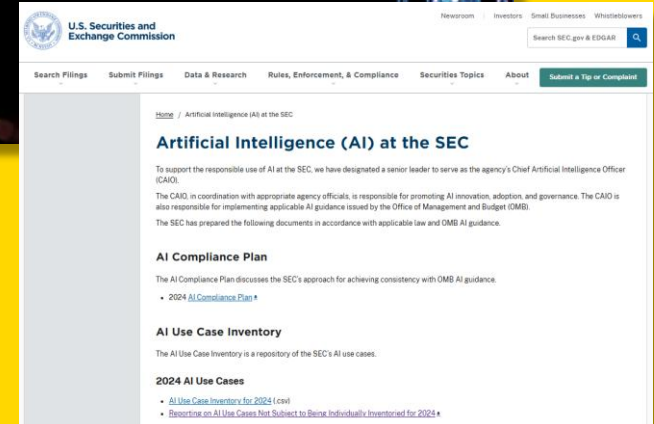 Newsroom Investors Small Businesses Whistleblowers
U.S. Securities and
Exchange Commission
Search SEC.gov & EDGAR
Search Filings Submit Filings Data & Research Rules, Enforcement, & Compliance Securities Topics About Submit a Tip or Complaint
Home / Artificial Intelligence (AI) at the SEC
Artificial Intelligence (AI) at the SEC
To support the responsible use of AI at the SEC, we have designated a senior leader to serve as the agency's Chief Artificial Intelligence Officer
(CAIO).
The CAIO, in coordination with appropriate agency officials, is responsible for promoting AI innovation, adoption, and governance. The CAIO is
also responsible for implementing applicable AI guidance issued by the Office of Management and Budget (OMB).
The SEC has prepared the following documents in accordance with applicable law and OMB AI guidance.
AI Compliance Plan
The AI Compliance Plan discusses the SEC's approach for achieving consistency with OMB AI guidance.
• 2024 AI Compliance Plan
AI Use Case Inventory
The AI Use Case Inventory is a repository of the SEC's AI use cases.
2024 AI Use Cases
• AI Use Case Inventory for 2024 (.csv)
• Reporting on AI Use Cases Not Subject to Being Individually Inventoried for 2024